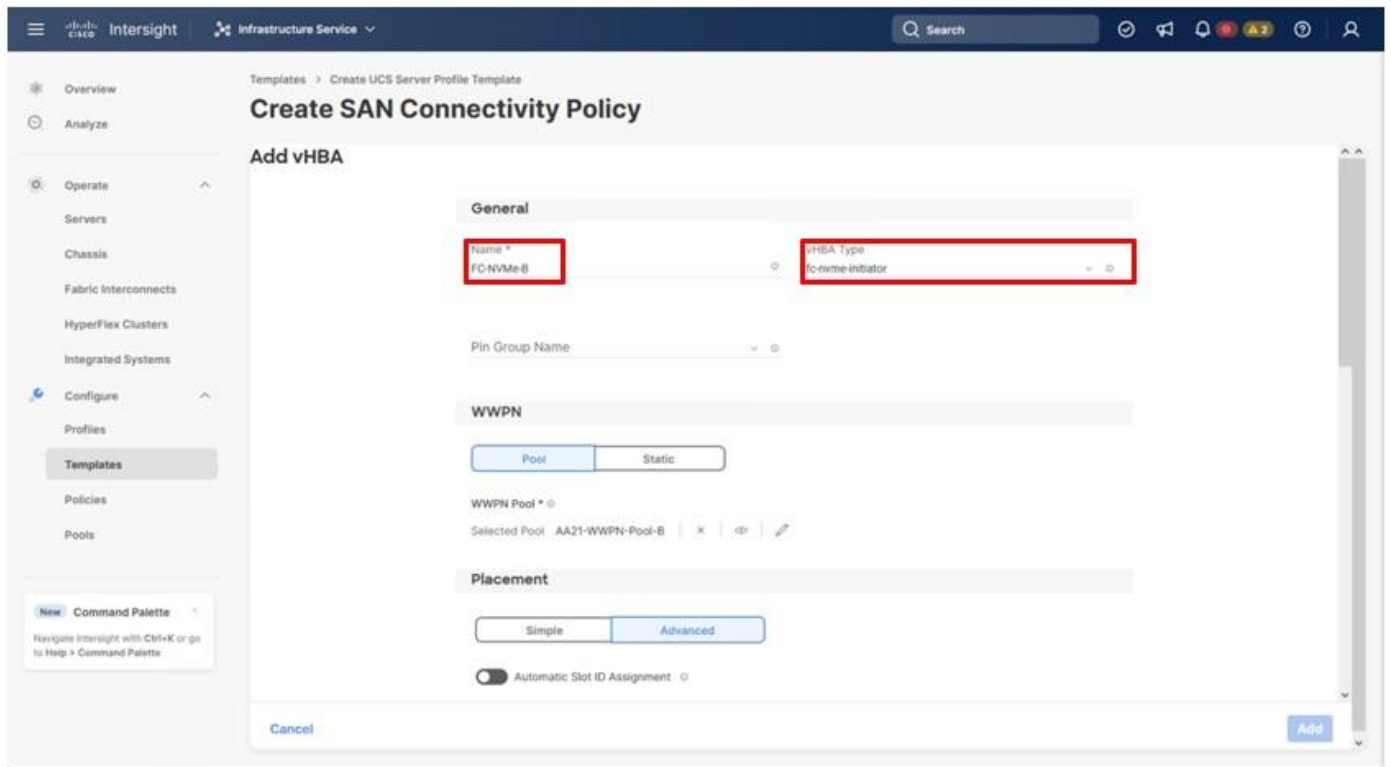 cisco Intersight Infrastructure Service Search 2
Overview
Analyze
Operate
Servers
Chassis
Fabric Interconnects
HyperFlex Clusters
Integrated Systems
Configure
Profiles
Templates
Policies
Pools
New Command Palette
Navigate Intersight with Ctrl+K or go
to Help > Command Palette
Templates > Create UCS Server Profile Template
Create SAN Connectivity Policy
Add vHBA
General
Name *
FC-NVMe-B
vHBA Type
fc-nvme-initiator
Pin Group Name
WWPN
Pool Static
WWPN Pool *
Selected Pool AA21-WWPN-Pool-B
Placement
Simple Advanced
Automatic Slot ID Assignment
Cancel Add